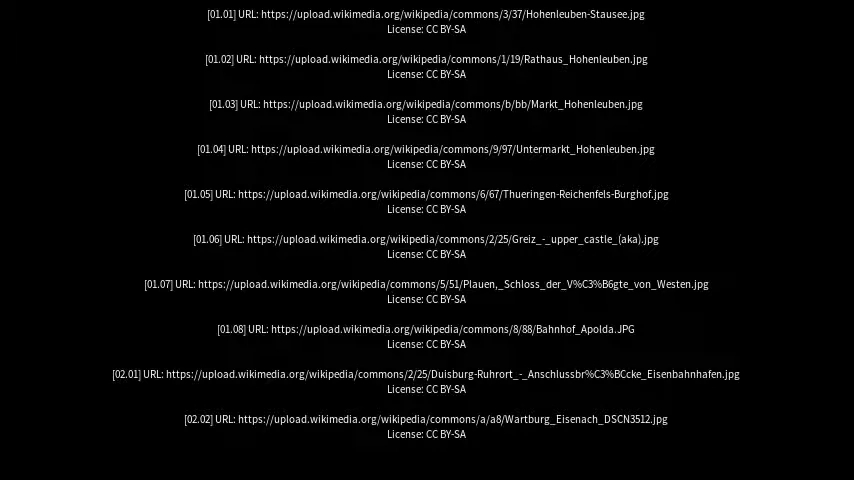 [01.01] URL: https://upload.wikimedia.org/wikipedia/commons/3/37/Hohenleuben-Stausee.jpg
License: CC BY-SA
[01.02] URL: https://upload.wikimedia.org/wikipedia/commons/1/19/Rathaus_Hohenleuben.jpg
License: CC BY-SA
[01.03] URL: https://upload.wikimedia.org/wikipedia/commons/b/bb/Markt_Hohenleuben.jpg
License: CC BY-SA
[01.04] URL: https://upload.wikimedia.org/wikipedia/commons/9/97/Untermarkt_Hohenleuben.jpg
License: CC BY-SA
[01.05] URL: https://upload.wikimedia.org/wikipedia/commons/6/67/Thueringen-Reichenfels-Burghof.jpg
License: CC BY-SA
[01.06] URL: https://upload.wikimedia.org/wikipedia/commons/2/25/Greiz_-_upper_castle_(aka).jpg
License: CC BY-SA
[01.07] URL: https://upload.wikimedia.org/wikipedia/commons/5/51/Plauen,_Schloss_der_V%C3%B6gte_von_Westen.jpg
License: CC BY-SA
[01.08] URL: https://upload.wikimedia.org/wikipedia/commons/8/88/Bahnhof_Apolda.JPG
License: CC BY-SA
[02.01] URL: https://upload.wikimedia.org/wikipedia/commons/2/25/Duisburg-Ruhrort_-_Anschlussbr%C3%BCcke_Eisenbahnhafen.jpg
License: CC BY-SA
[02.02] URL: https://upload.wikimedia.org/wikipedia/commons/a/a8/Wartburg_Eisenach_DSCN3512.jpg
License: CC BY-SA